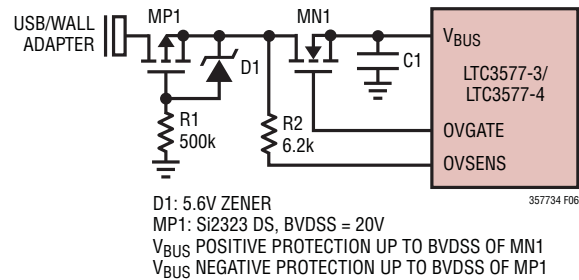 USB/WALL
ADAPTER
MP1
MN1
D1
C1
R1
500k
R2
6.2k
VBUS
LTC3577-3/
LTC3577-4
OVGATE
OVSENS
357734 F06
D1: 5.6V ZENER
MP1: Si2323 DS, BVDSS = 20V
VBUS POSITIVE PROTECTION UP TO BVDSS OF MN1
VBUS NEGATIVE PROTECTION UP TO BVDSS OF MP1